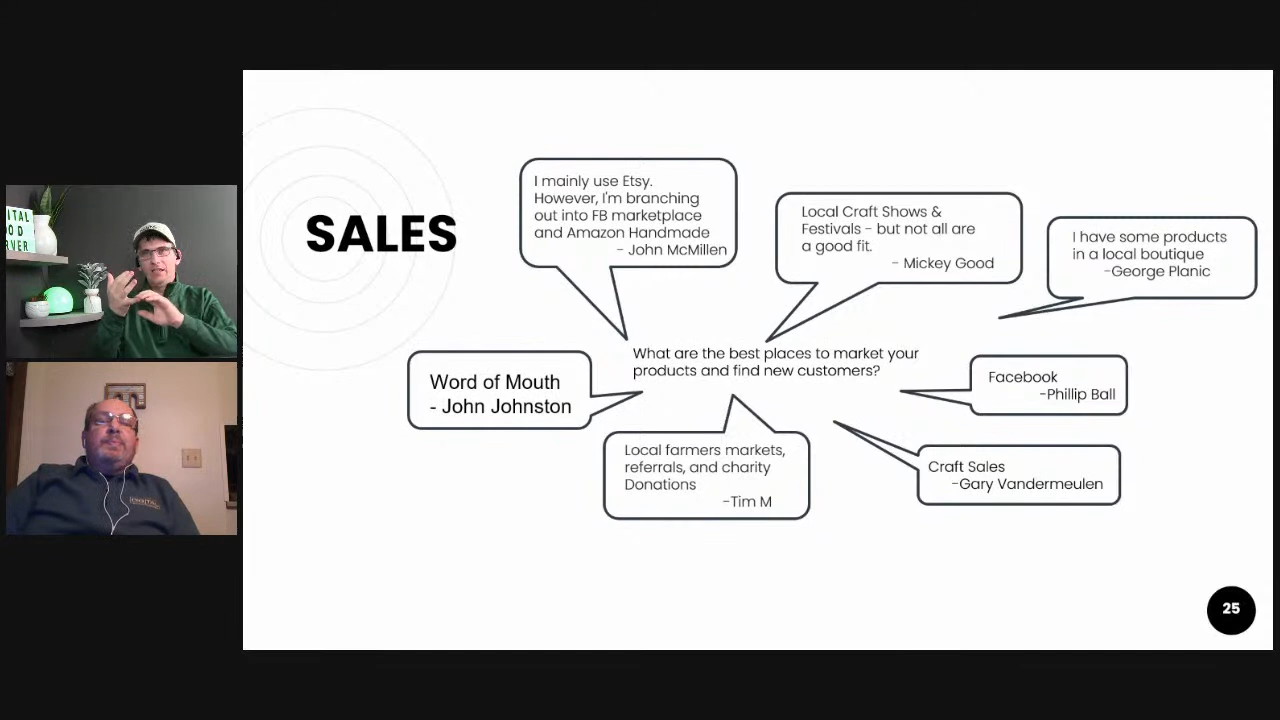 SALES
I mainly use Etsy.
However, I'm branching
out into FB marketplace
and Amazon Handmade
- John McMillen
Local Craft Shows &
Festivals - but not all are
a good fit.
- Mickey Good
I have some products
in a local boutique
-George Planic
What are the best places to market your
products and find new customers?
Word of Mouth
- John Johnston
Facebook
-Phillip Ball
Local farmers markets,
referrals, and charity
Donations
-Tim M
Craft Sales
-Gary Vandermeulen
25
ITAL
OD
RVER